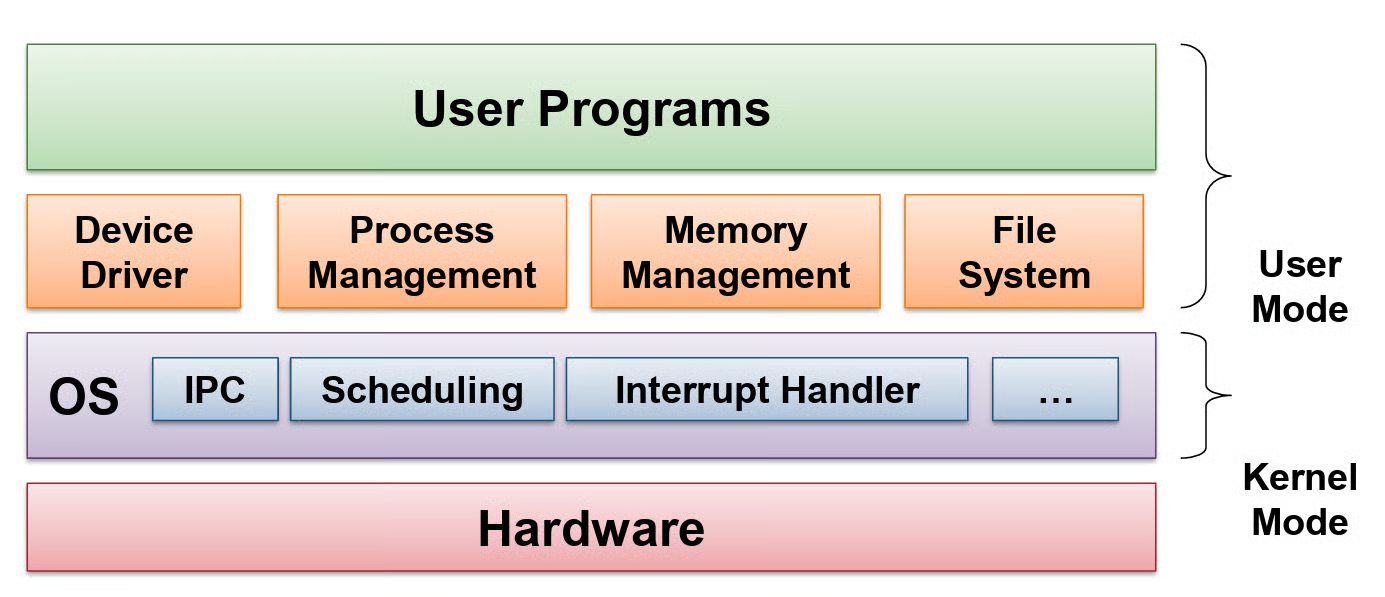 User Programs
Device
Driver
Process
Management
Memory
Management
File
System
User
Mode
OS
IPC
Scheduling
Interrupt Handler
...
Kernel
Mode
Hardware